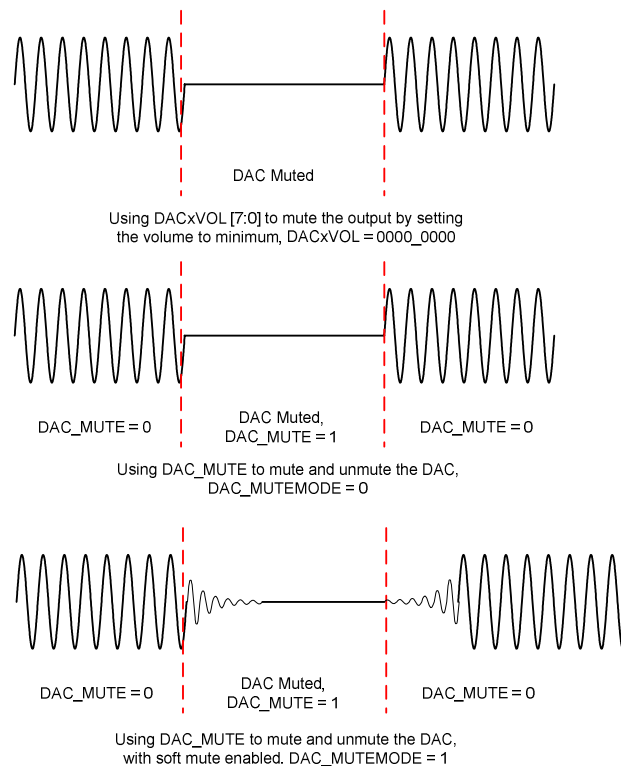 DAC Muted
Using DACxVOL [7:0] to mute the output by setting
the volume to minimum, DACxVOL = 0000_0000
DAC_MUTE = 0
DAC Muted,
DAC_MUTE = 1
DAC_MUTE = 0
Using DAC_MUTE to mute and unmute the DAC,
DAC_MUTEMODE = 0
DAC_MUTE = 0
DAC Muted,
DAC_MUTE = 1
DAC_MUTE = 0
Using DAC_MUTE to mute and unmute the DAC,
with soft mute enabled, DAC_MUTEMODE = 1